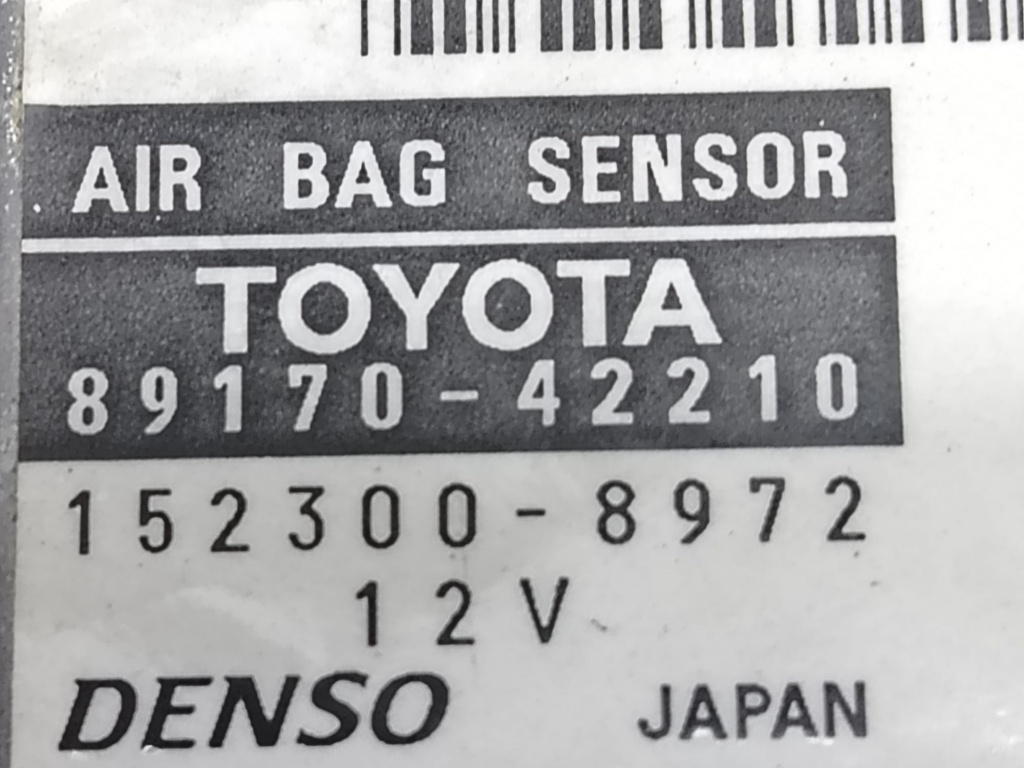 AIR BAG SENSOR
TOYOTA
89170-42210
152300-8972
12V
DENSO JAPAN